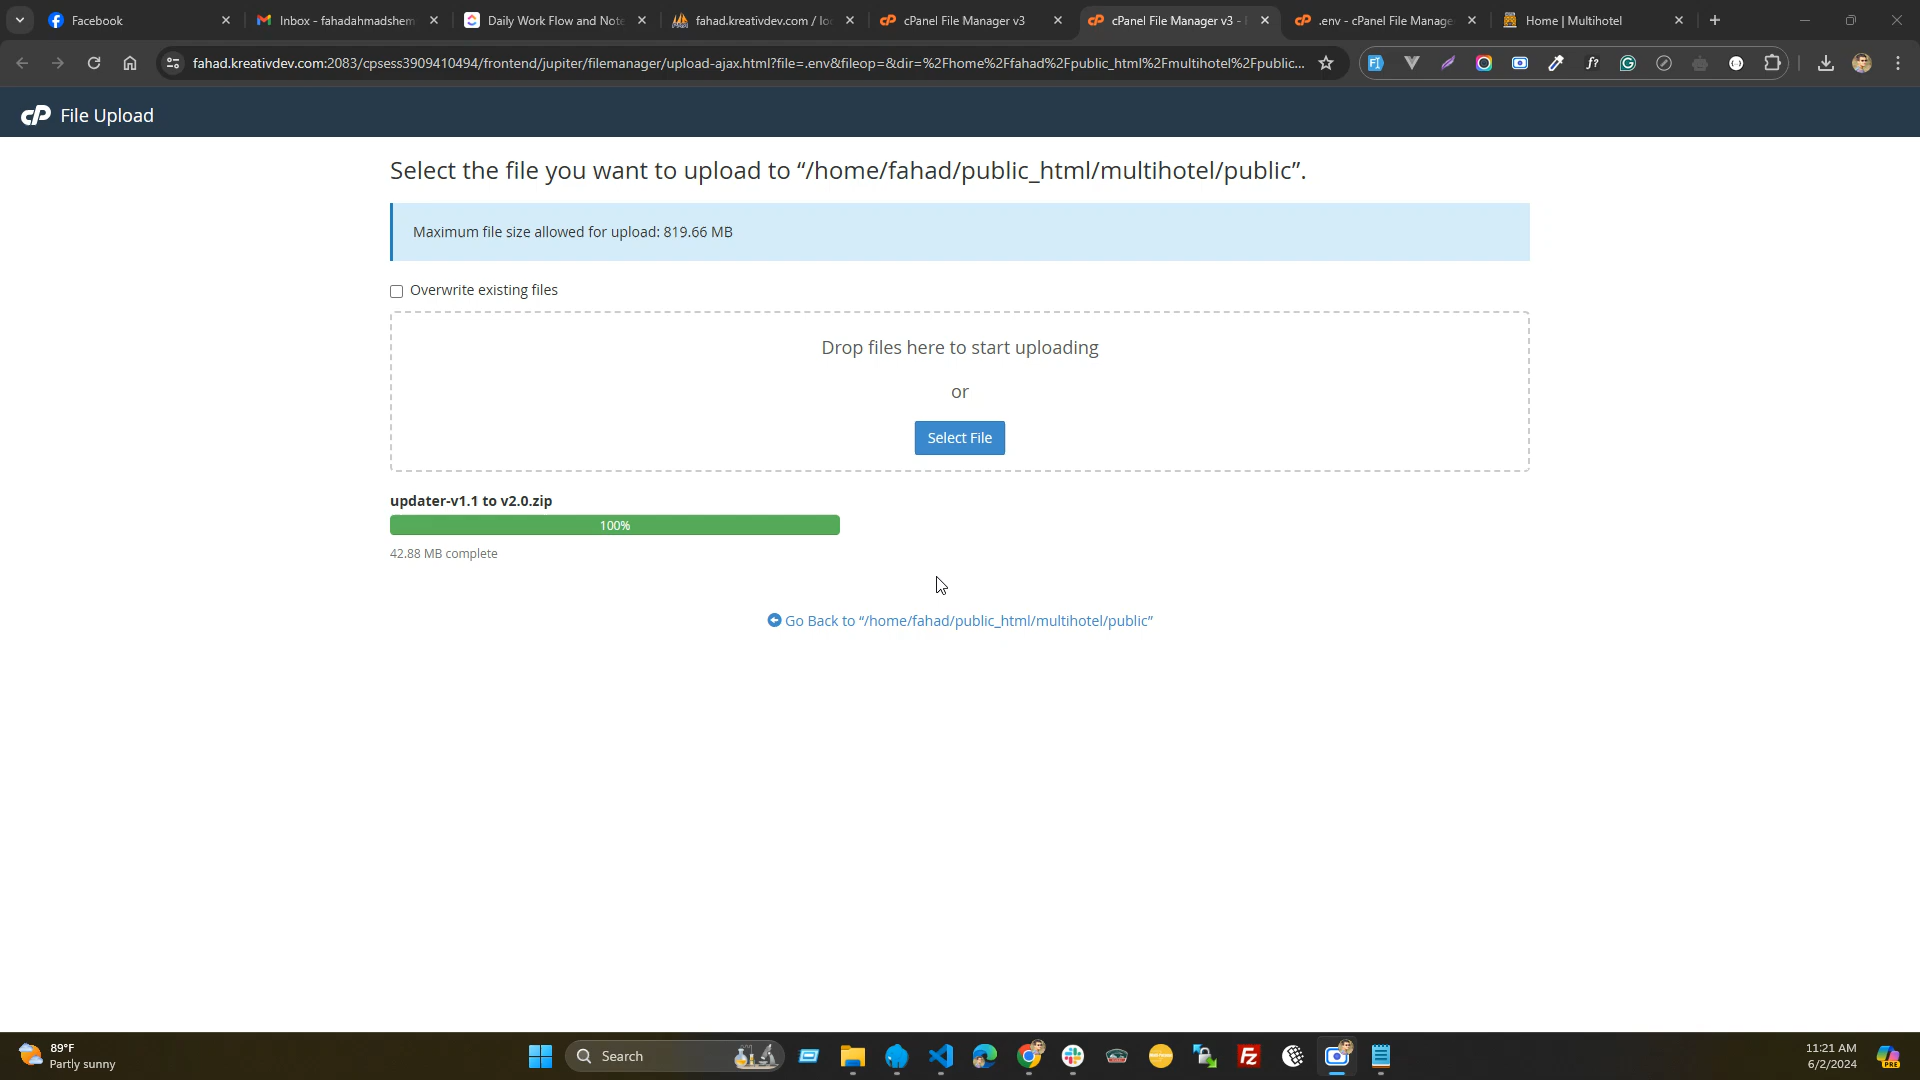 Facebook
Inbox - fahadahmadshem
Daily Work Flow and Note
fahad.kreativdev.com / lo
cPanel File Manager v3
cPanel File Manager v3 -
.env - cPanel File Manage
Home | Multihotel
fahad.kreativdev.com:2083/cpsess3909410494/frontend/jupiter/filemanager/upload-ajax.html?file=.env&fileop=&dir=%2Fhome%2Ffahad%2Fpublic_html%2Fmultihotel%2Fpublic...
cP File Upload
Select the file you want to upload to “/home/fahad/public_html/multihotel/public”.
Maximum file size allowed for upload: 819.66 MB
Overwrite existing files
Drop files here to start uploading
or
Select File
updater-v1.1 to v2.0.zip
100%
42.88 MB complete
Go Back to “/home/fahad/public_html/multihotel/public”
89°F
Partly sunny
Search
11:21 AM
6/2/2024